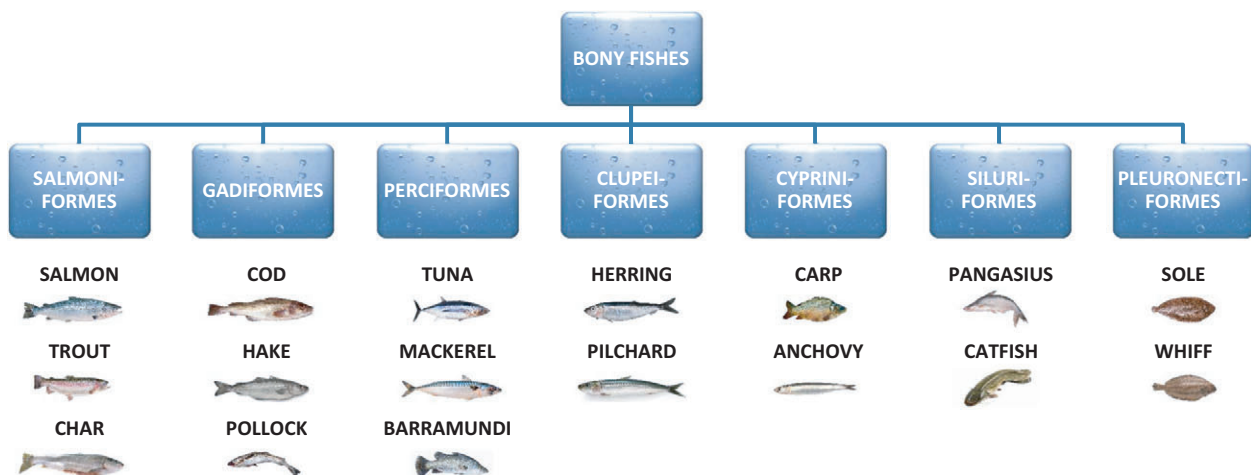 BONY FISHES
SALMONI-
FORMES
GADIFORMES
PERCIFORMES
CLUPEI-
FORMES
CYPRINI-
FORMES
SILURI-
FORMES
PLEURONECTI-
FORMES
SALMON
COD
TUNA
HERRING
CARP
PANGASIUS
SOLE
TROUT
HAKE
MACKEREL
PILCHARD
ANCHOVY
CATFISH
WHIFF
CHAR
POLLOCK
BARRAMUNDI